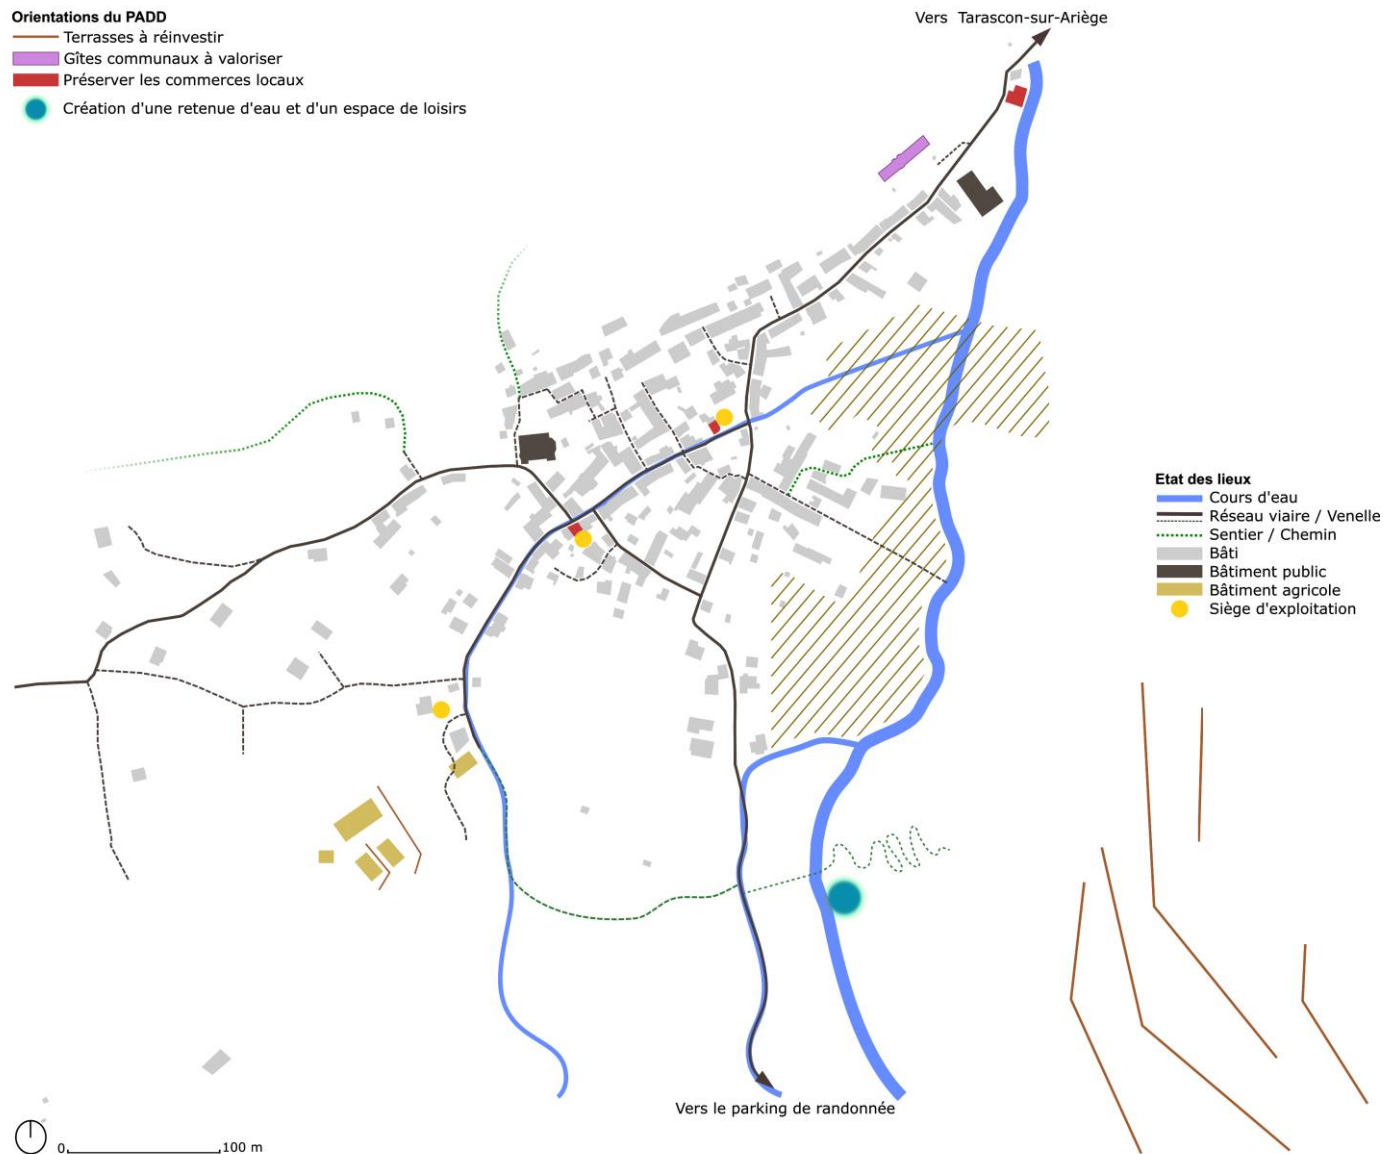 Orientations du PADD
Terrasses à réinvestir
Gîtes communaux à valoriser
Préserver les commerces locaux
Création d'une retenue d'eau et d'un espace de loisirs
Vers Tarascon-sur-Ariège
Etat des lieux
Cours d'eau
Réseau viaire / Venelle
Sentier / Chemin
Bâti
Bâtiment public
Bâtiment agricole
Siège d'exploitation
Vers le parking de randonnée
0 100 m